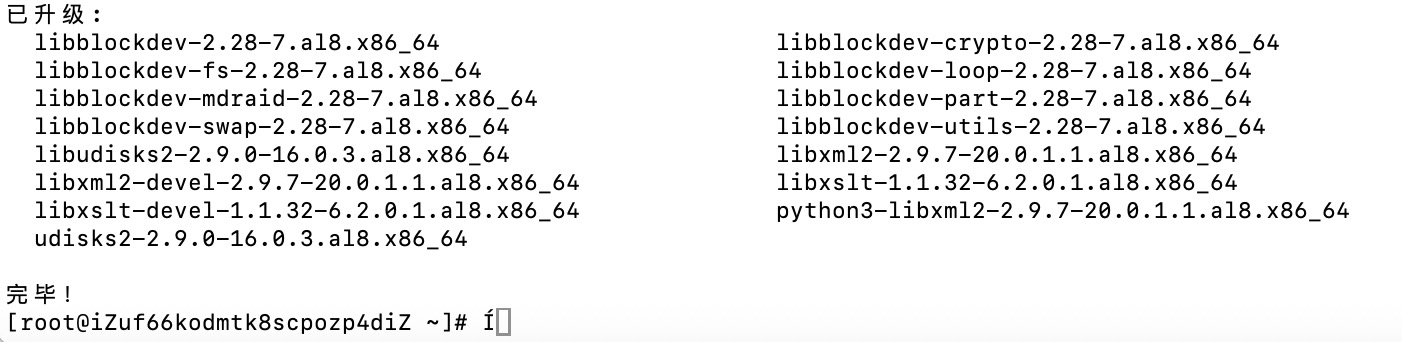 已升级:
libblockdev-2.28-7.al8.x86_64 libblockdev-crypto-2.28-7.al8.x86_64
libblockdev-fs-2.28-7.al8.x86_64 libblockdev-loop-2.28-7.al8.x86_64
libblockdev-mdraid-2.28-7.al8.x86_64 libblockdev-part-2.28-7.al8.x86_64
libblockdev-swap-2.28-7.al8.x86_64 libblockdev-utils-2.28-7.al8.x86_64
libudisks2-2.9.0-16.0.3.al8.x86_64 libxml2-2.9.7-20.0.1.1.al8.x86_64
libxml2-devel-2.9.7-20.0.1.1.al8.x86_64 libxslt-1.1.32-6.2.0.1.al8.x86_64
libxslt-devel-1.1.32-6.2.0.1.al8.x86_64 python3-libxml2-2.9.7-20.0.1.1.al8.x86_64
udisks2-2.9.0-16.0.3.al8.x86_64
完毕!
[root@iZuf66kodmtk8scpozp4diZ ~]# Í